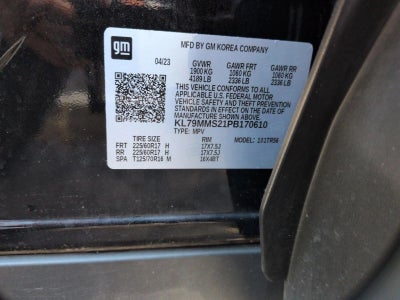 gm
MFD BY GM KOREA COMPANY
04/23 GVWR GAWR FRT GAWR RR
1900 KG 1060 KG 1060 KG
4189 LB 2336 LB 2336 LB
THIS VEHICLE CONFORMS TO ALL
APPLICABLE U.S. FEDERAL MOTOR
VEHICLE SAFETY AND THEFT PREVENTION
STANDARDS IN EFFECT ON THE DATE OF
MANUFACTURE SHOWN ABOVE.
KL79MMS21PB170610
TYPE: MPV
TIRE SIZE RIM MODEL:
FRT 225/60R17 H 17X7.5J
RR 225/60R17 H 17X7.5J
SPA T125/70R16 M 16X4BT